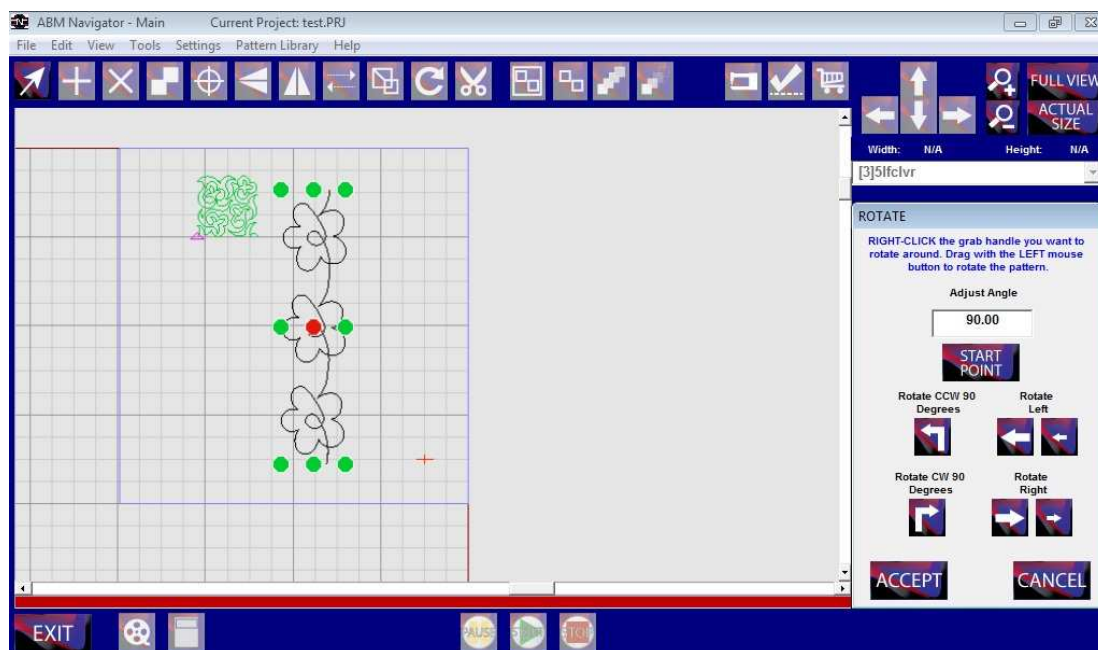 ABM Navigator - Main Current Project: test.PRJ
File Edit View Tools Settings Pattern Library Help
FULL VIEW
ACTUAL
SIZE
Width: N/A Height: N/A
[3]5lfclvr
ROTATE
RIGHT-CLICK the grab handle you want to
rotate around. Drag with the LEFT mouse
button to rotate the pattern.
Adjust Angle
90.00
START
POINT
Rotate CCW 90
Degrees
Rotate
Left
Rotate CW 90
Degrees
Rotate
Right
ACCEPT CANCEL
EXIT PAUSE START STOP